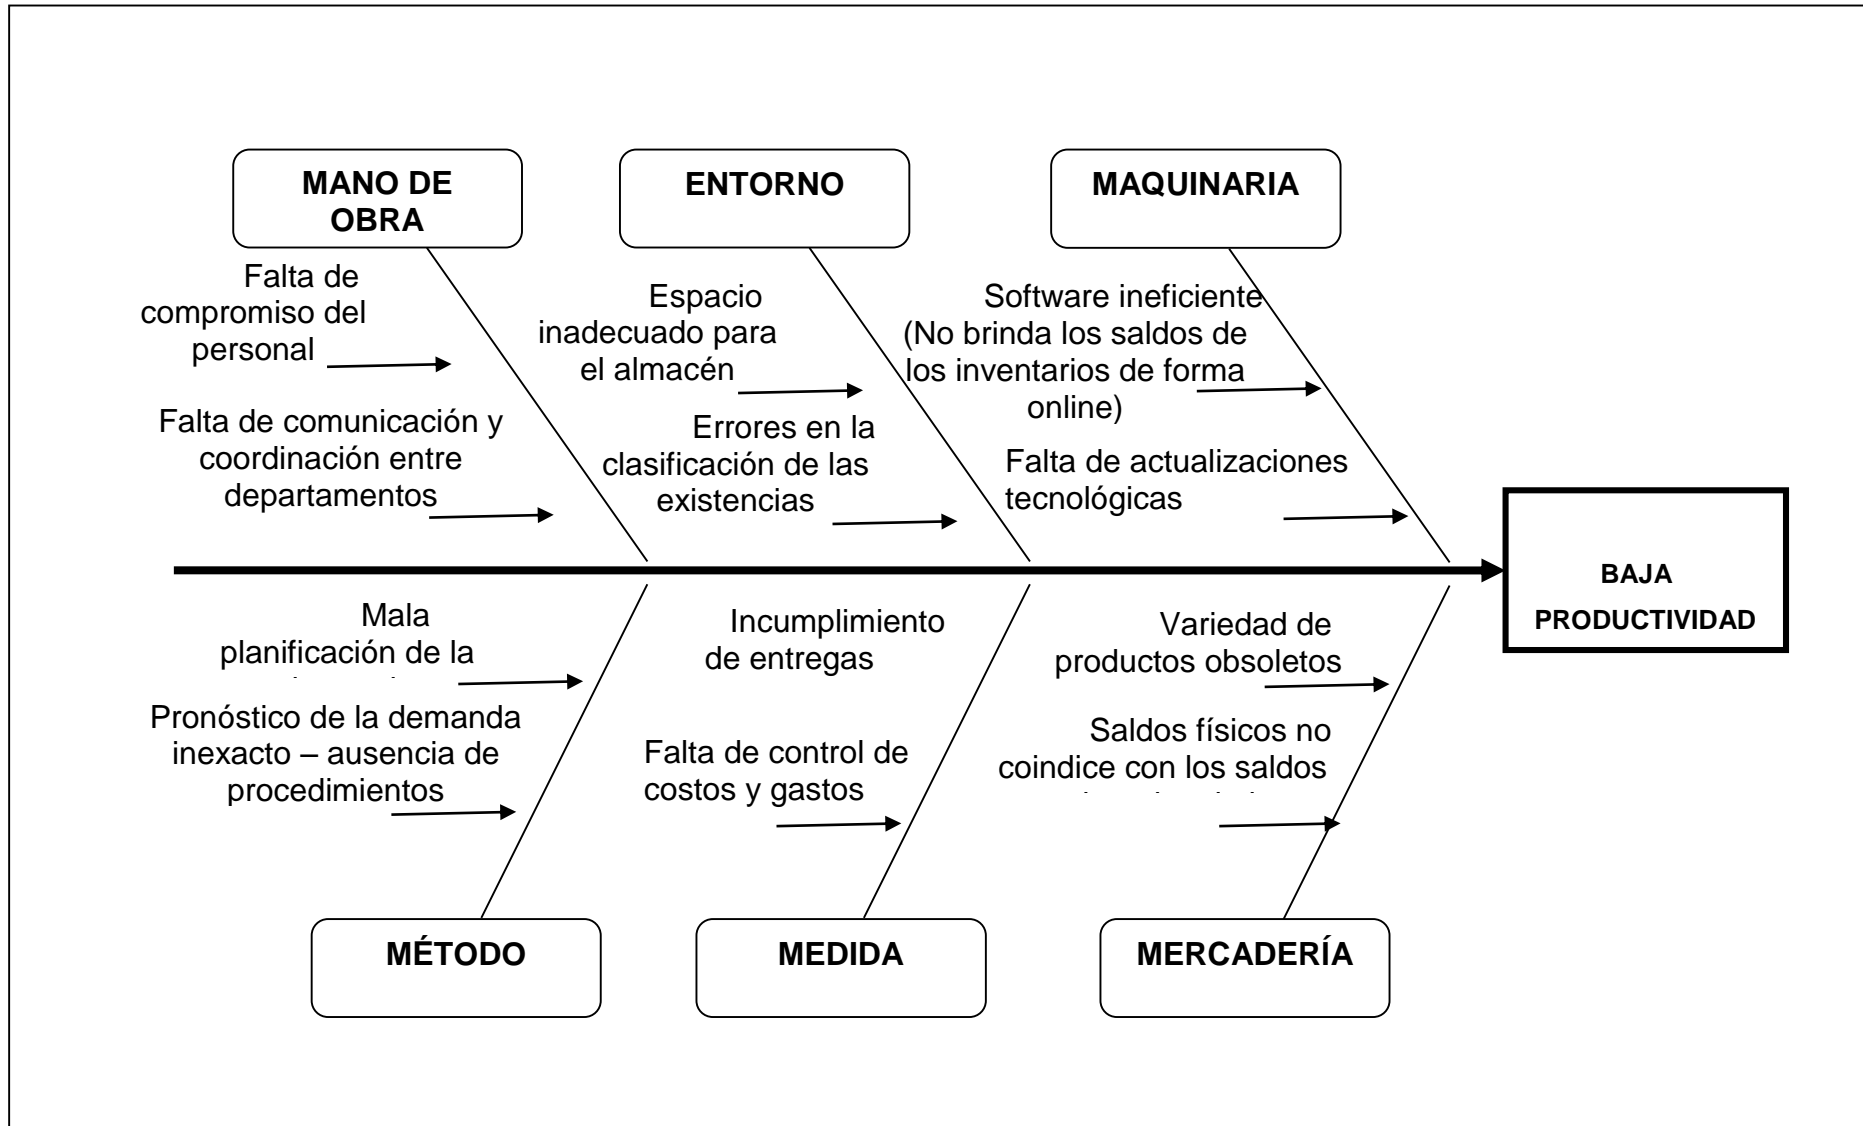 MANO DE
OBRA
ENTORNO
MAQUINARIA
Falta de
compromiso del
personal
Falta de comunicación y
coordinación entre
departamentos
Espacio
inadecuado para
el almacén
Errores en la
clasificación de las
existencias
Software ineficiente
(No brinda los saldos de
los inventarios de forma
online)
Falta de actualizaciones
tecnológicas
BAJA
PRODUCTIVIDAD
Mala
planificación de la
Pronóstico de la demanda
inexacto – ausencia de
procedimientos
Incumplimiento
de entregas
Falta de control de
costos y gastos
Variedad de
productos obsoletos
Saldos físicos no
coindice con los saldos
MÉTODO
MEDIDA
MERCADERÍA